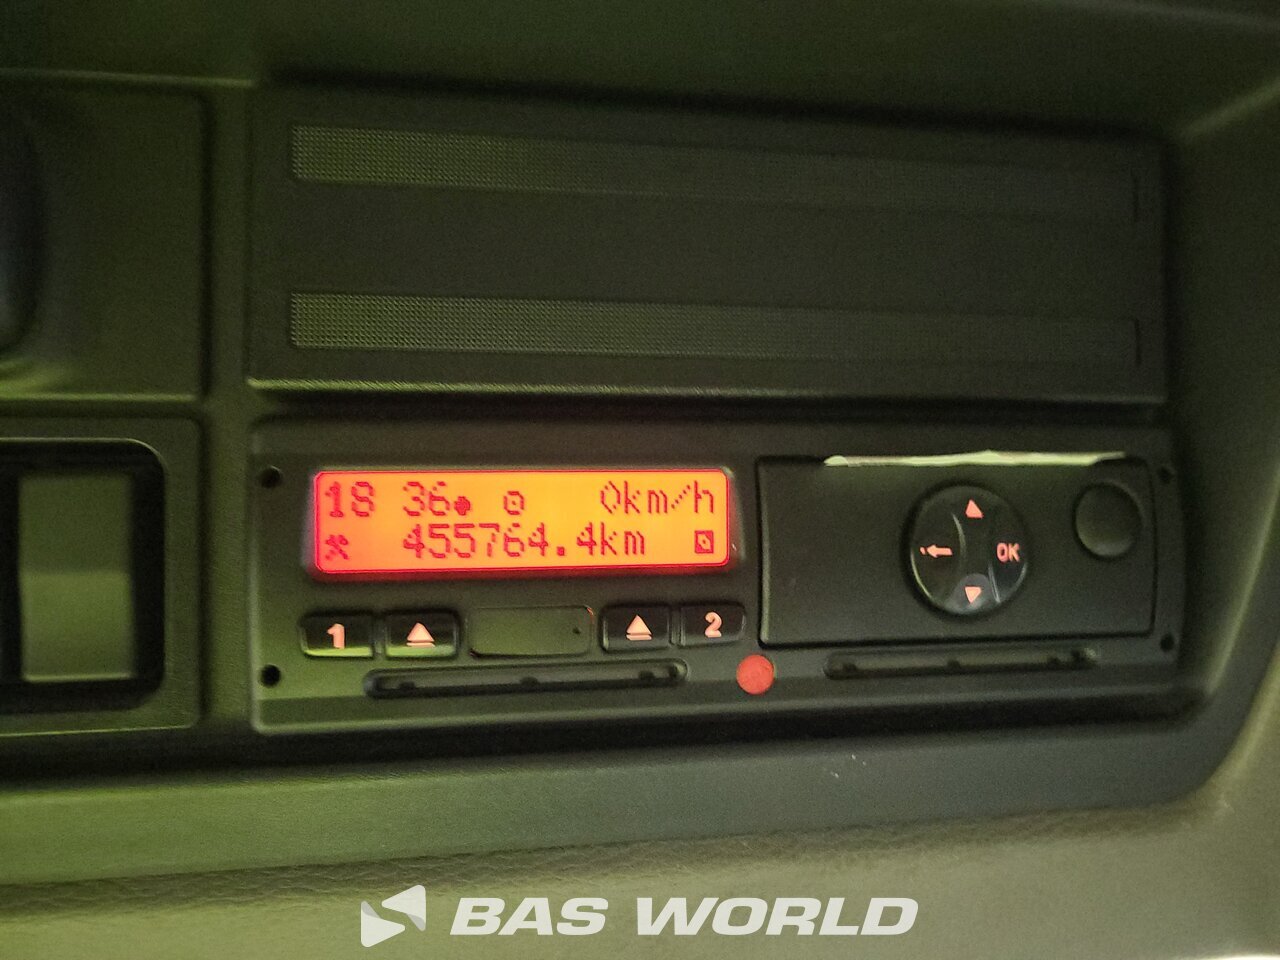 18 36 0km/h
455764.4km
1 2
OK
BAS WORLD